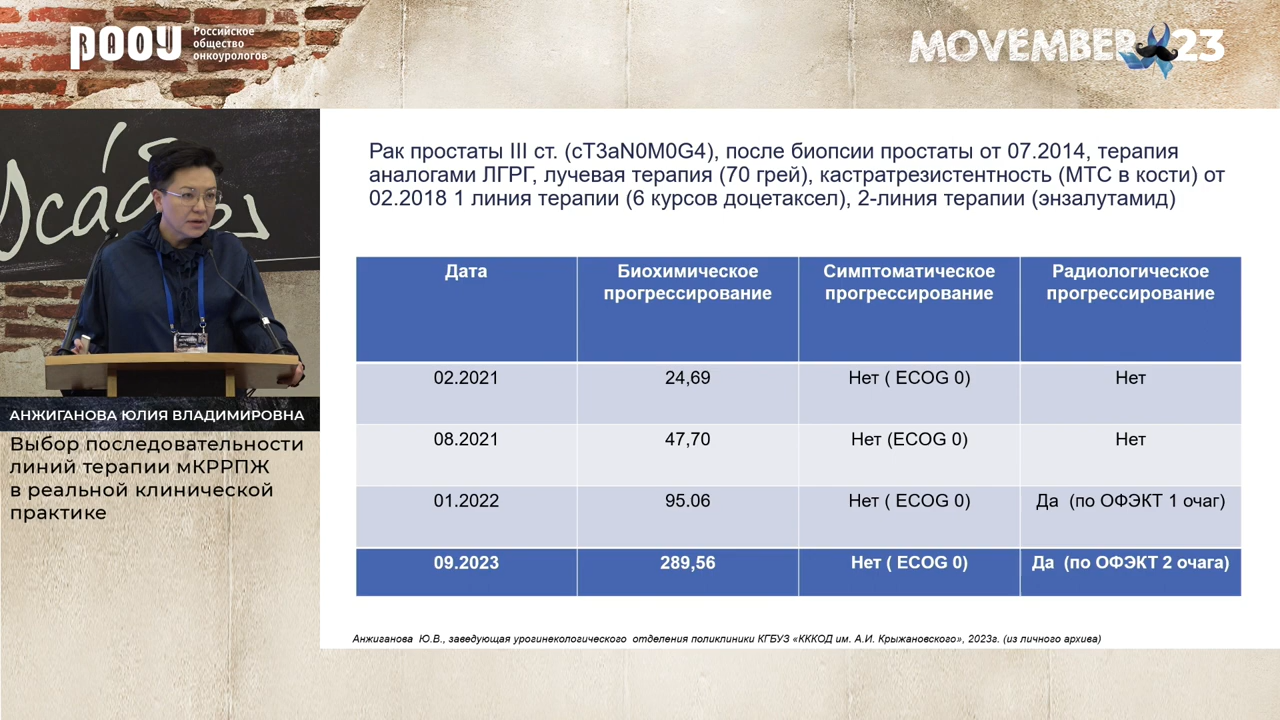 РООУ
Российское
общество
онкоурологов
MOVEMBER 23
Рак простаты III ст. (cT3aN0M0G4), после биопсии простаты от 07.2014, терапия
аналогами ЛГРГ, лучевая терапия (70 грей), кастратрезистентность (МТС в кости) от
02.2018 1 линия терапии (6 курсов доцетаксел), 2-линия терапии (энзалутамид)
Дата
Биохимическое
прогрессирование
Симптоматическое
прогрессирование
Радиологическое
прогрессирование
02.2021 24,69 Нет ( ECOG 0) Нет
08.2021 47,70 Нет (ECOG 0) Нет
01.2022 95.06 Нет ( ECOG 0) Да (по ОФЭКТ 1 очаг)
09.2023 289,56 Нет ( ECOG 0) Да (по ОФЭКТ 2 очага)
Анжиганова Ю.В., заведующая урогинекологического отделения поликлиники КГБУЗ «КККОД им. А.И. Крыжановского», 2023г. (из личного архива)
АНЖИГАНОВА ЮЛИЯ ВЛАДИМИРОВНА
Выбор последовательности
линий терапии мКРРПЖ
в реальной клинической
практике